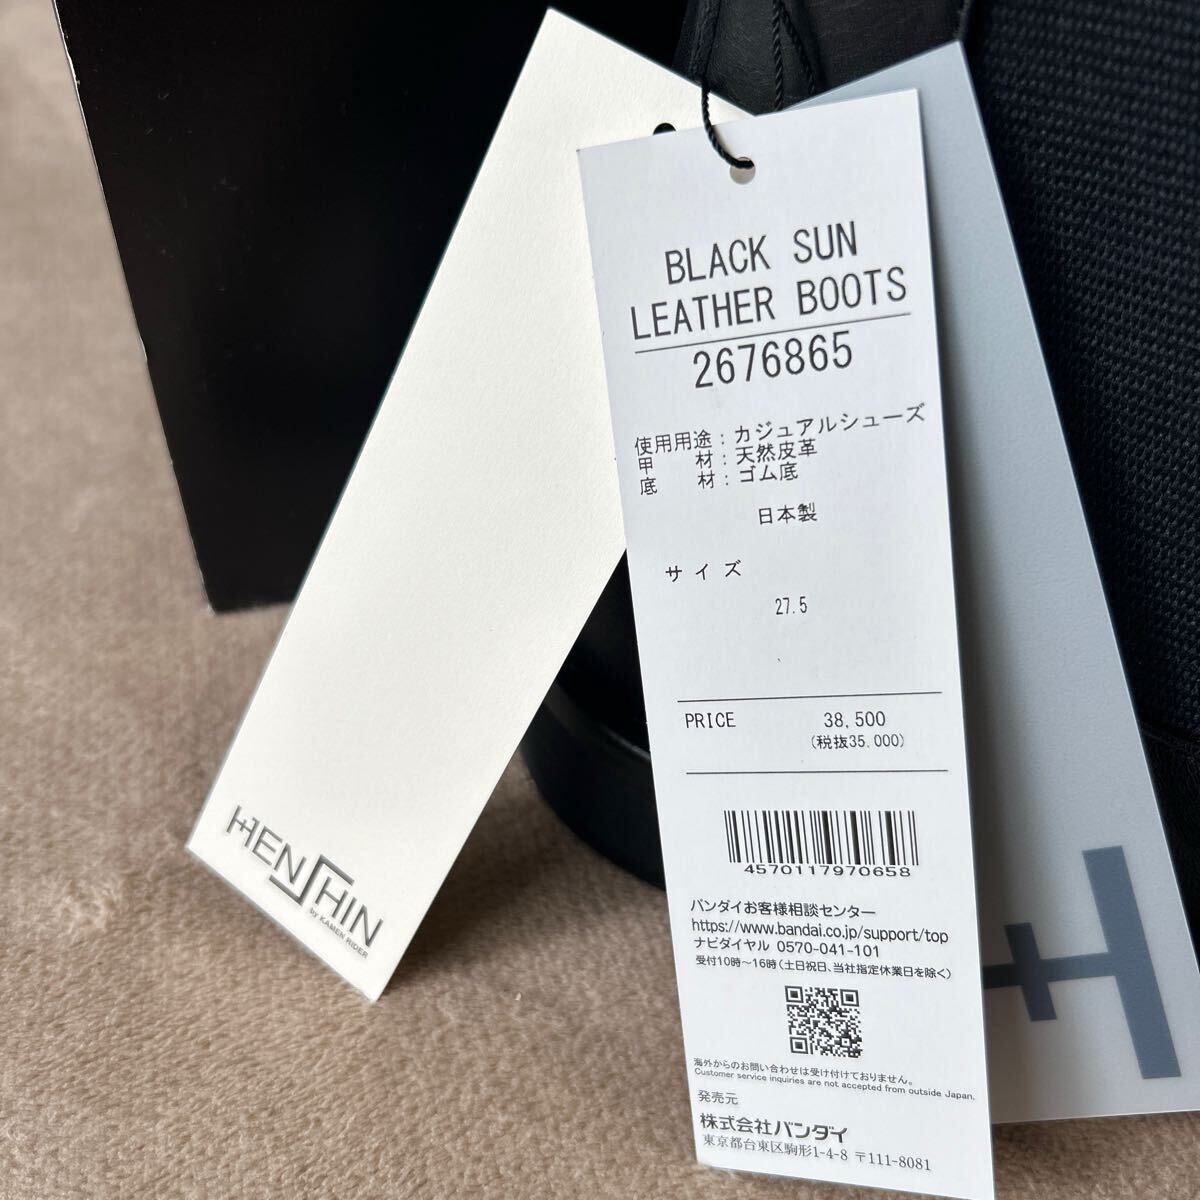 BLACK SUN
LEATHER BOOTS
2676865
使用用途：カジュアルシューズ
甲　材：天然皮革
底　材：ゴム底
日本製
サイズ
27.5
PRICE 38,500
(税抜35,000)
4570117970658
バンダイお客様相談センター
https://www.bandai.co.jp/support/top
ナビダイヤル 0570-041-101
受付10時～16時(土日祝日、当社指定休業日を除く)
海外からのお問い合わせは受け付けておりません。
Customer service inquiries are not accepted from outside Japan.
発売元
株式会社バンダイ
東京都台東区駒形1-4-8 〒111-8081
HENSHIN
by KAMEN RIDER
H